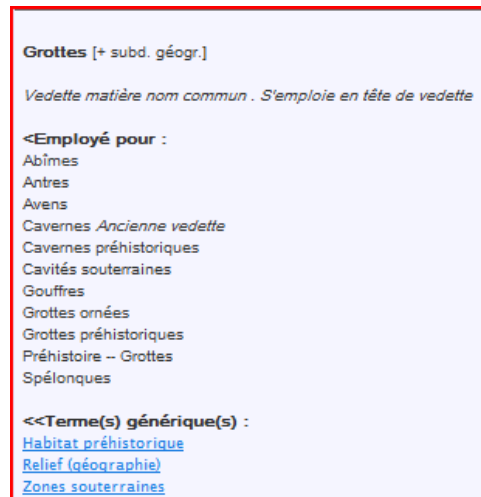 Grottes [+ subd. géogr.]
Vedette matière nom commun . S'emploie en tête de vedette
<Employé pour :
Abîmes
Antres
Avens
Cavernes Ancienne vedette
Cavernes préhistoriques
Cavités souterraines
Gouffres
Grottes ornées
Grottes préhistoriques
Préhistoire -- Grottes
Spélonques
<<Terme(s) générique(s) :
Habitat préhistorique
Relief (géographie)
Zones souterraines